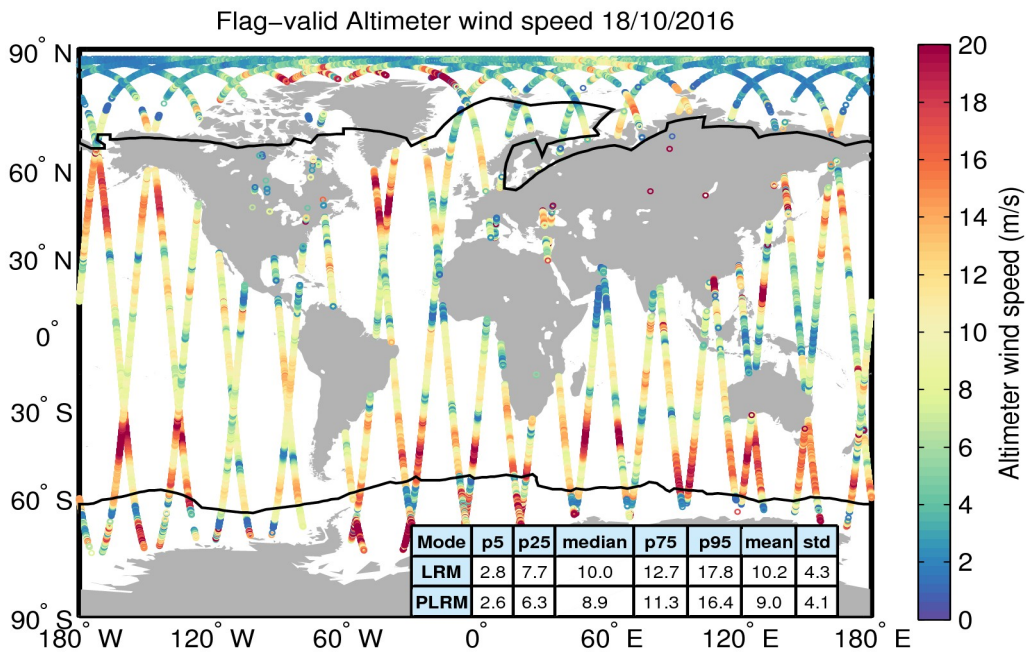 Flag−valid Altimeter wind speed 18/10/2016
90° N
60° N
30° N
0°
30° S
60° S
90° S
180° W
120° W
60° W
0°
60° E
120° E
180° E
Mode p5 p25 median p75 p95 mean std
LRM 2.8 7.7 10.0 12.7 17.8 10.2 4.3
PLRM 2.6 6.3 8.9 11.3 16.4 9.0 4.1
20
18
16
14
12
10
8
6
4
2
0
Altimeter wind speed (m/s)